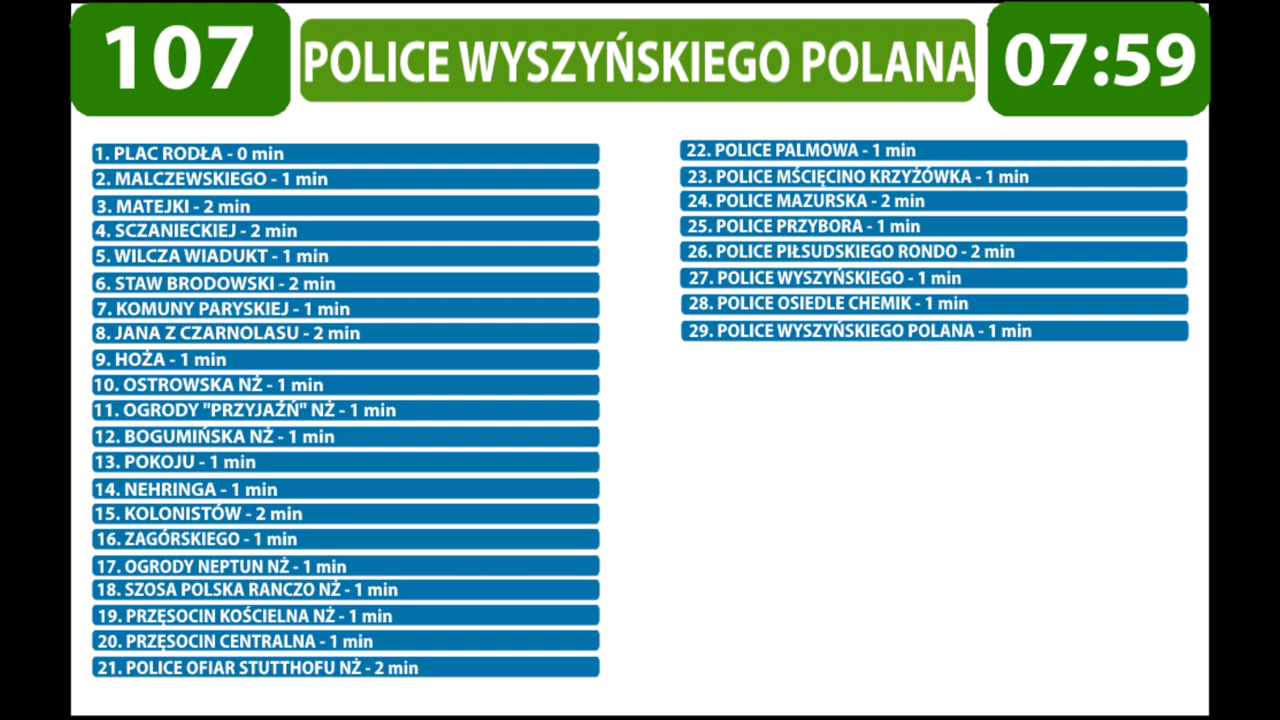 107
POLICE WYSZYŃSKIEGO POLANA
07:59
1. PLAC RODŁA - 0 min
2. MALCZEWSKIEGO - 1 min
3. MATEJKI - 2 min
4. SCZANIECKIEJ - 2 min
5. WILCZA WIADUKT - 1 min
6. STAW BRODOWSKI - 2 min
7. KOMUNY PARYSKIEJ - 1 min
8. JANA Z CZARNOLASU - 2 min
9. HOŻA - 1 min
10. OSTROWSKA NŻ - 1 min
11. OGRODY "PRZYJAŹŃ" NŻ - 1 min
12. BOGUMIŃSKA NŻ - 1 min
13. POKOJU - 1 min
14. NEHRINGA - 1 min
15. KOLONISTÓW - 2 min
16. ZAGÓRSKIEGO - 1 min
17. OGRODY NEPTUN NŻ - 1 min
18. SZOSA POLSKA RANCZO NŻ - 1 min
19. PRZĘSOCIN KOŚCIELNA NŻ - 1 min
20. PRZĘSOCIN CENTRALNA - 1 min
21. POLICE OFIAR STUTTHOFU NŻ - 2 min
22. POLICE PALMOWA - 1 min
23. POLICE MŚCIĘCINO KRZYŻÓWKA - 1 min
24. POLICE MAZURSKA - 2 min
25. POLICE PRZYBORA - 1 min
26. POLICE PIŁSUDSKIEGO RONDO - 2 min
27. POLICE WYSZYŃSKIEGO - 1 min
28. POLICE OSIEDLE CHEMIK - 1 min
29. POLICE WYSZYŃSKIEGO POLANA - 1 min